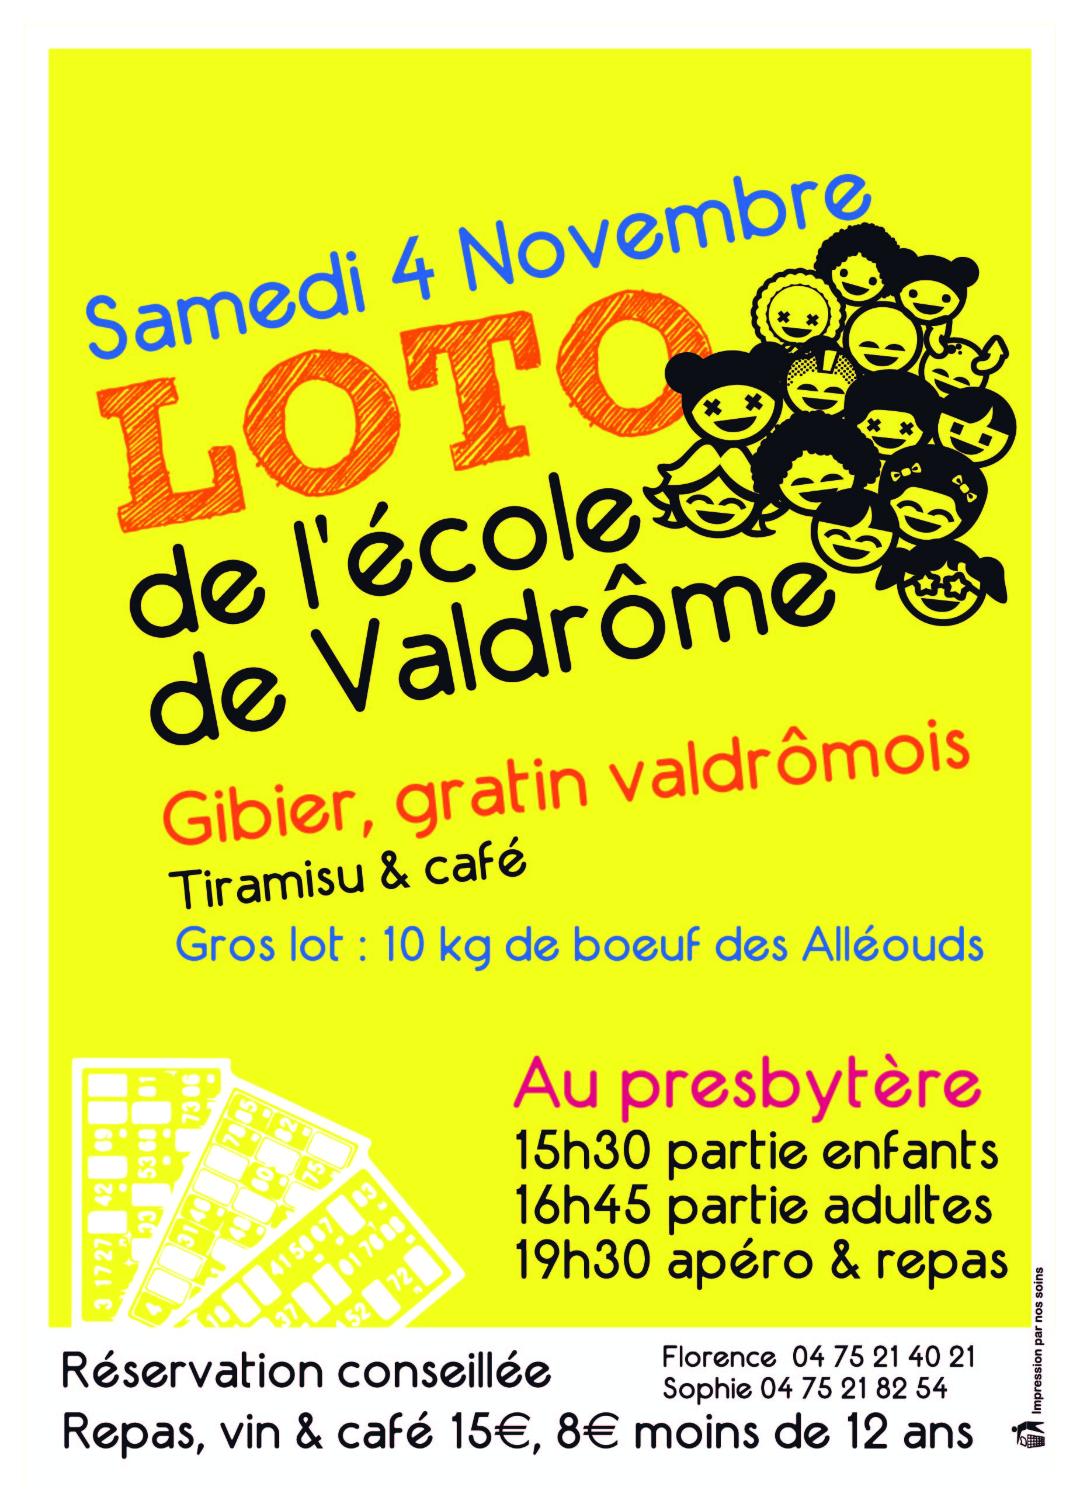 Samedi 4 Novembre
LOTO
de l'école
de Valdrôme
Gibier, gratin valdrômois
Tiramisu & café
Gros lot : 10 kg de boeuf des Alléouds
Au presbytère
15h30 partie enfants
16h45 partie adultes
19h30 apéro & repas
Réservation conseillée
Florence 04 75 21 40 21
Sophie 04 75 21 82 54
Repas, vin & café 15€, 8€ moins de 12 ans
Impression par nos soins